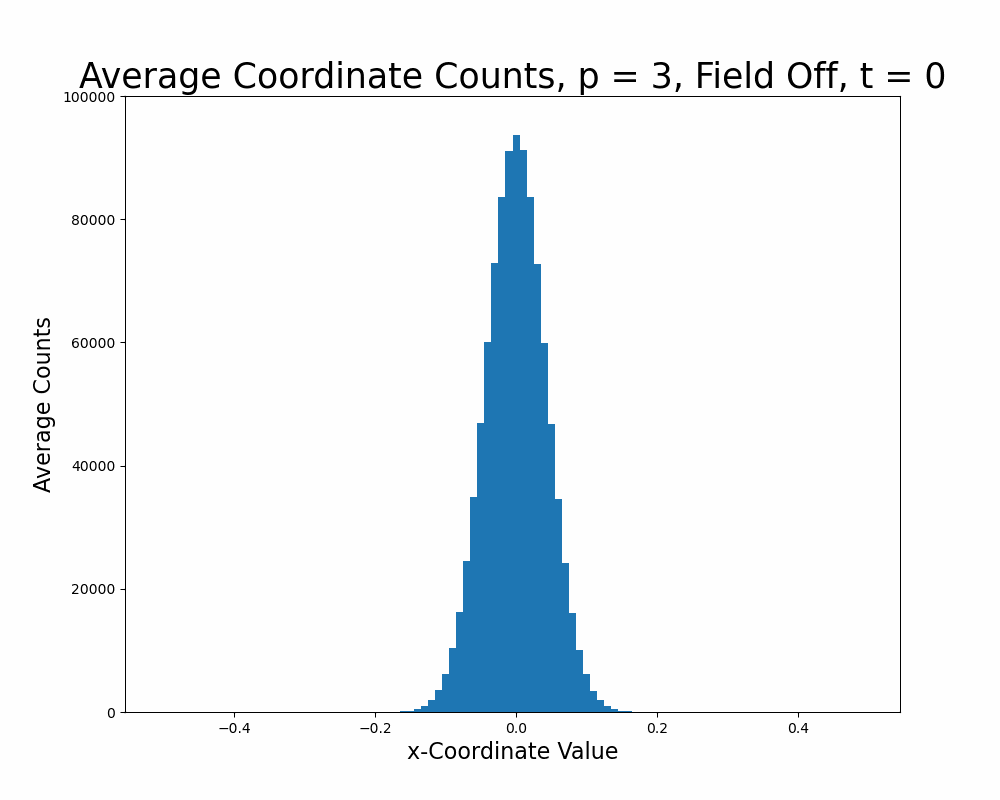 Average Coordinate Counts, p = 3, Field Off, t = 0
100000
80000
60000
40000
20000
0
Average Counts
−0.4 −0.2 0.0 0.2 0.4
x-Coordinate Value